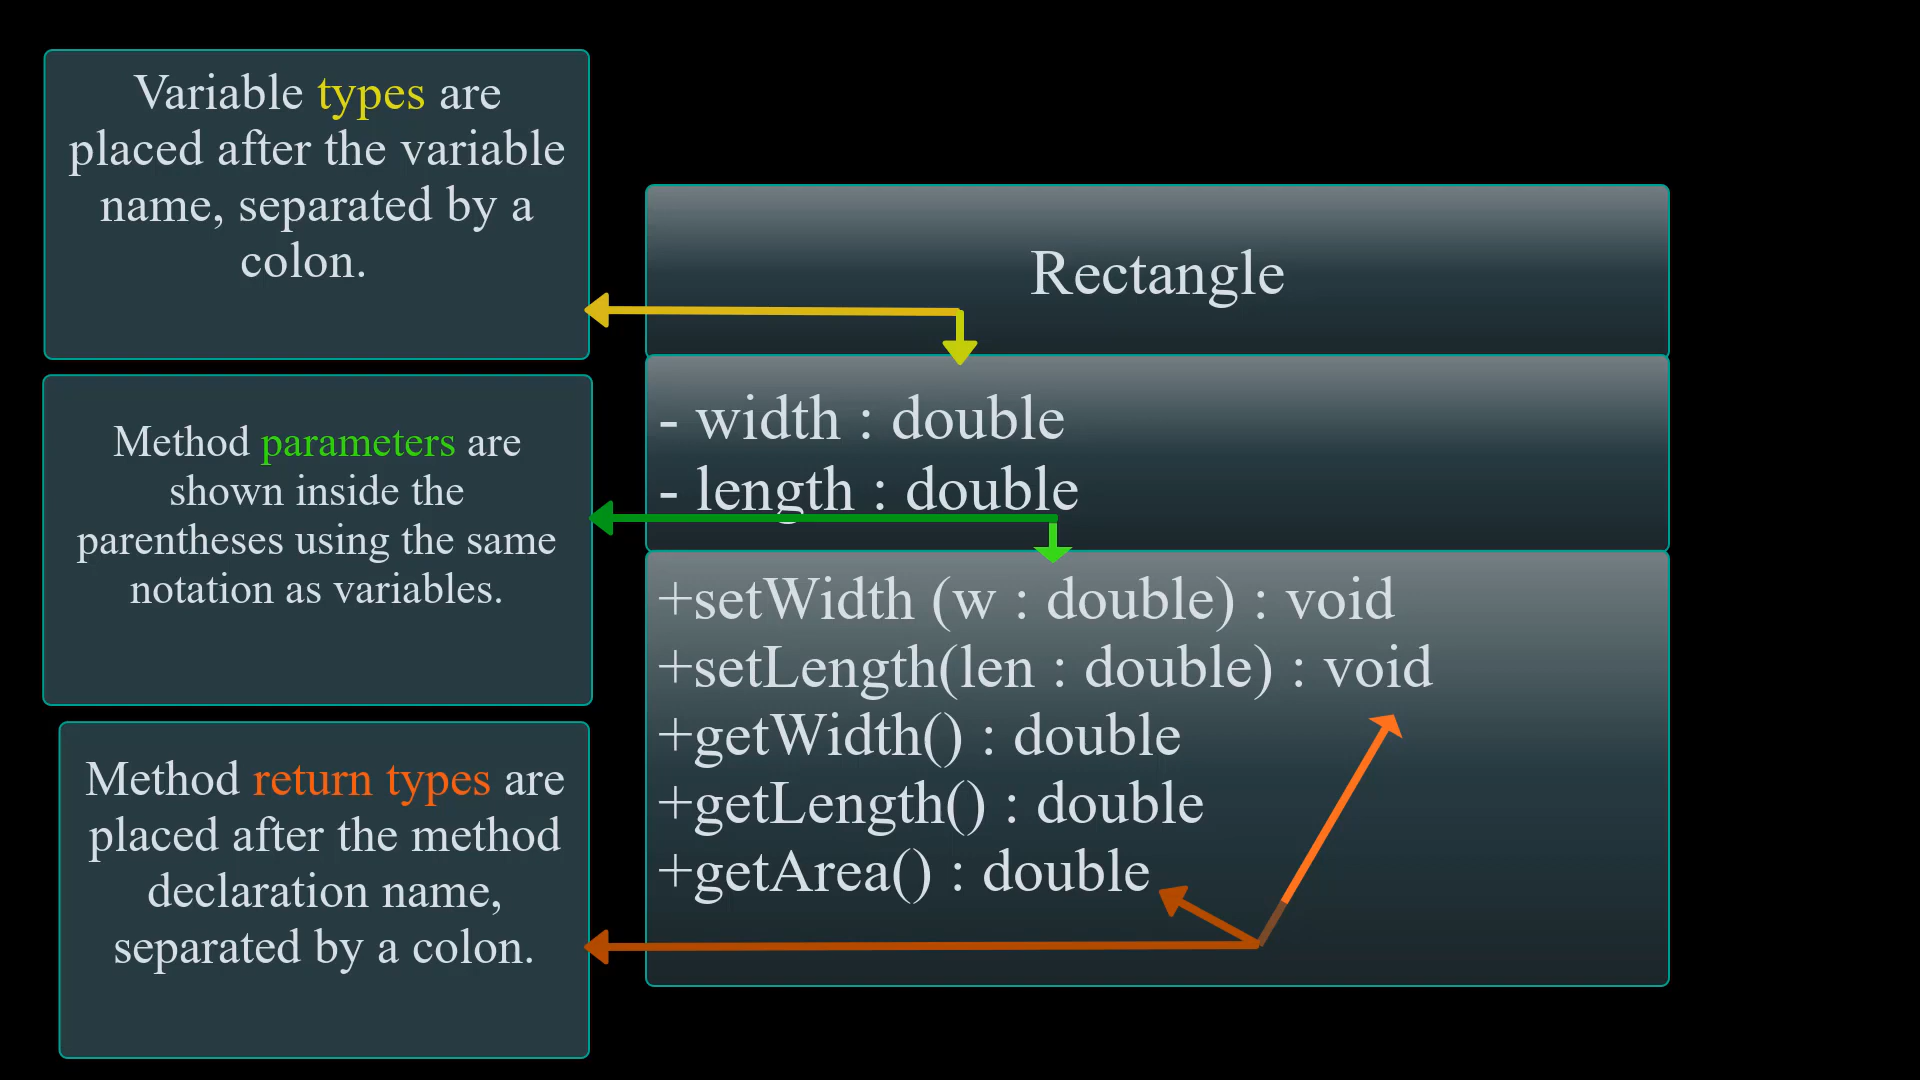 Variable types are
placed after the variable
name, separated by a
colon.
Method parameters are
shown inside the
parentheses using the same
notation as variables.
Method return types are
placed after the method
declaration name,
separated by a colon.
Rectangle
- width : double
- length : double
+setWidth (w : double) : void
+setLength(len : double) : void
+getWidth() : double
+getLength() : double
+getArea() : double